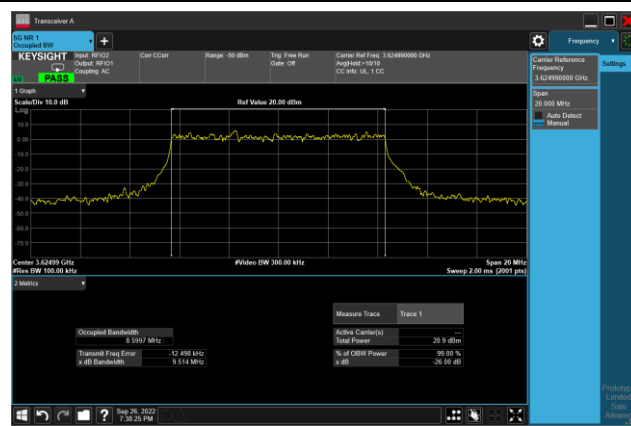 Transceiver A
5G NR 1
Occupied BW
Frequency
KEYSIGHT
Input: RFIO2
Output: RFIO1
Coupling: AC
Corr CCorr
Range: -50 dBm
Trig: Free Run
Gate: Off
Carrier Ref Freq: 3.624990000 GHz
Avg|Hold:>10/10
CC Info: UL, 1 CC
PASS
Carrier Reference
Frequency
3.624990000 GHz
Settings
Span
20.000 MHz
Auto Detect
Manual
1 Graph
Scale/Div 10.0 dB
Ref Value 20.00 dBm
Log
10.0
0.00
-10.0
-20.0
-30.0
-40.0
-50.0
-60.0
-70.0
Center 3.62499 GHz
#Video BW 300.00 kHz
Span 20 MHz
#Res BW 100.00 kHz
Sweep 2.00 ms (2001 pts)
2 Metrics
Measure Trace
Trace 1
Occupied Bandwidth
8.5997 MHz
Active Carrier(s)
---
Total Power
28.9 dBm
Transmit Freq Error
-12.498 kHz
x dB Bandwidth
9.514 MHz
% of OBW Power
99.00 %
x dB
-26.00 dB
Prototype
Limited
Sale
Allowed
?
Sep 26, 2022
7:38:25 PM